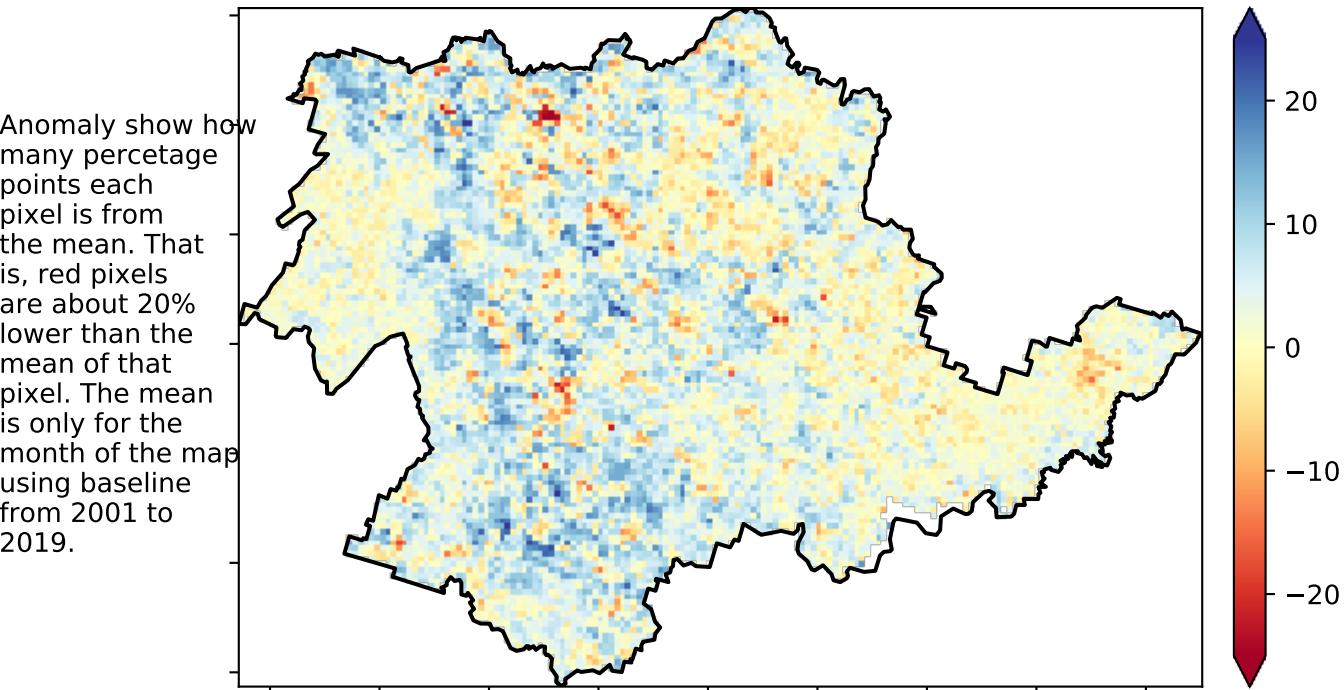 Anomaly show how
many percetage
points each
pixel is from
the mean. That
is, red pixels
are about 20%
lower than the
mean of that
pixel. The mean
is only for the
month of the map
using baseline
from 2001 to
2019.
20
10
0
−10
−20